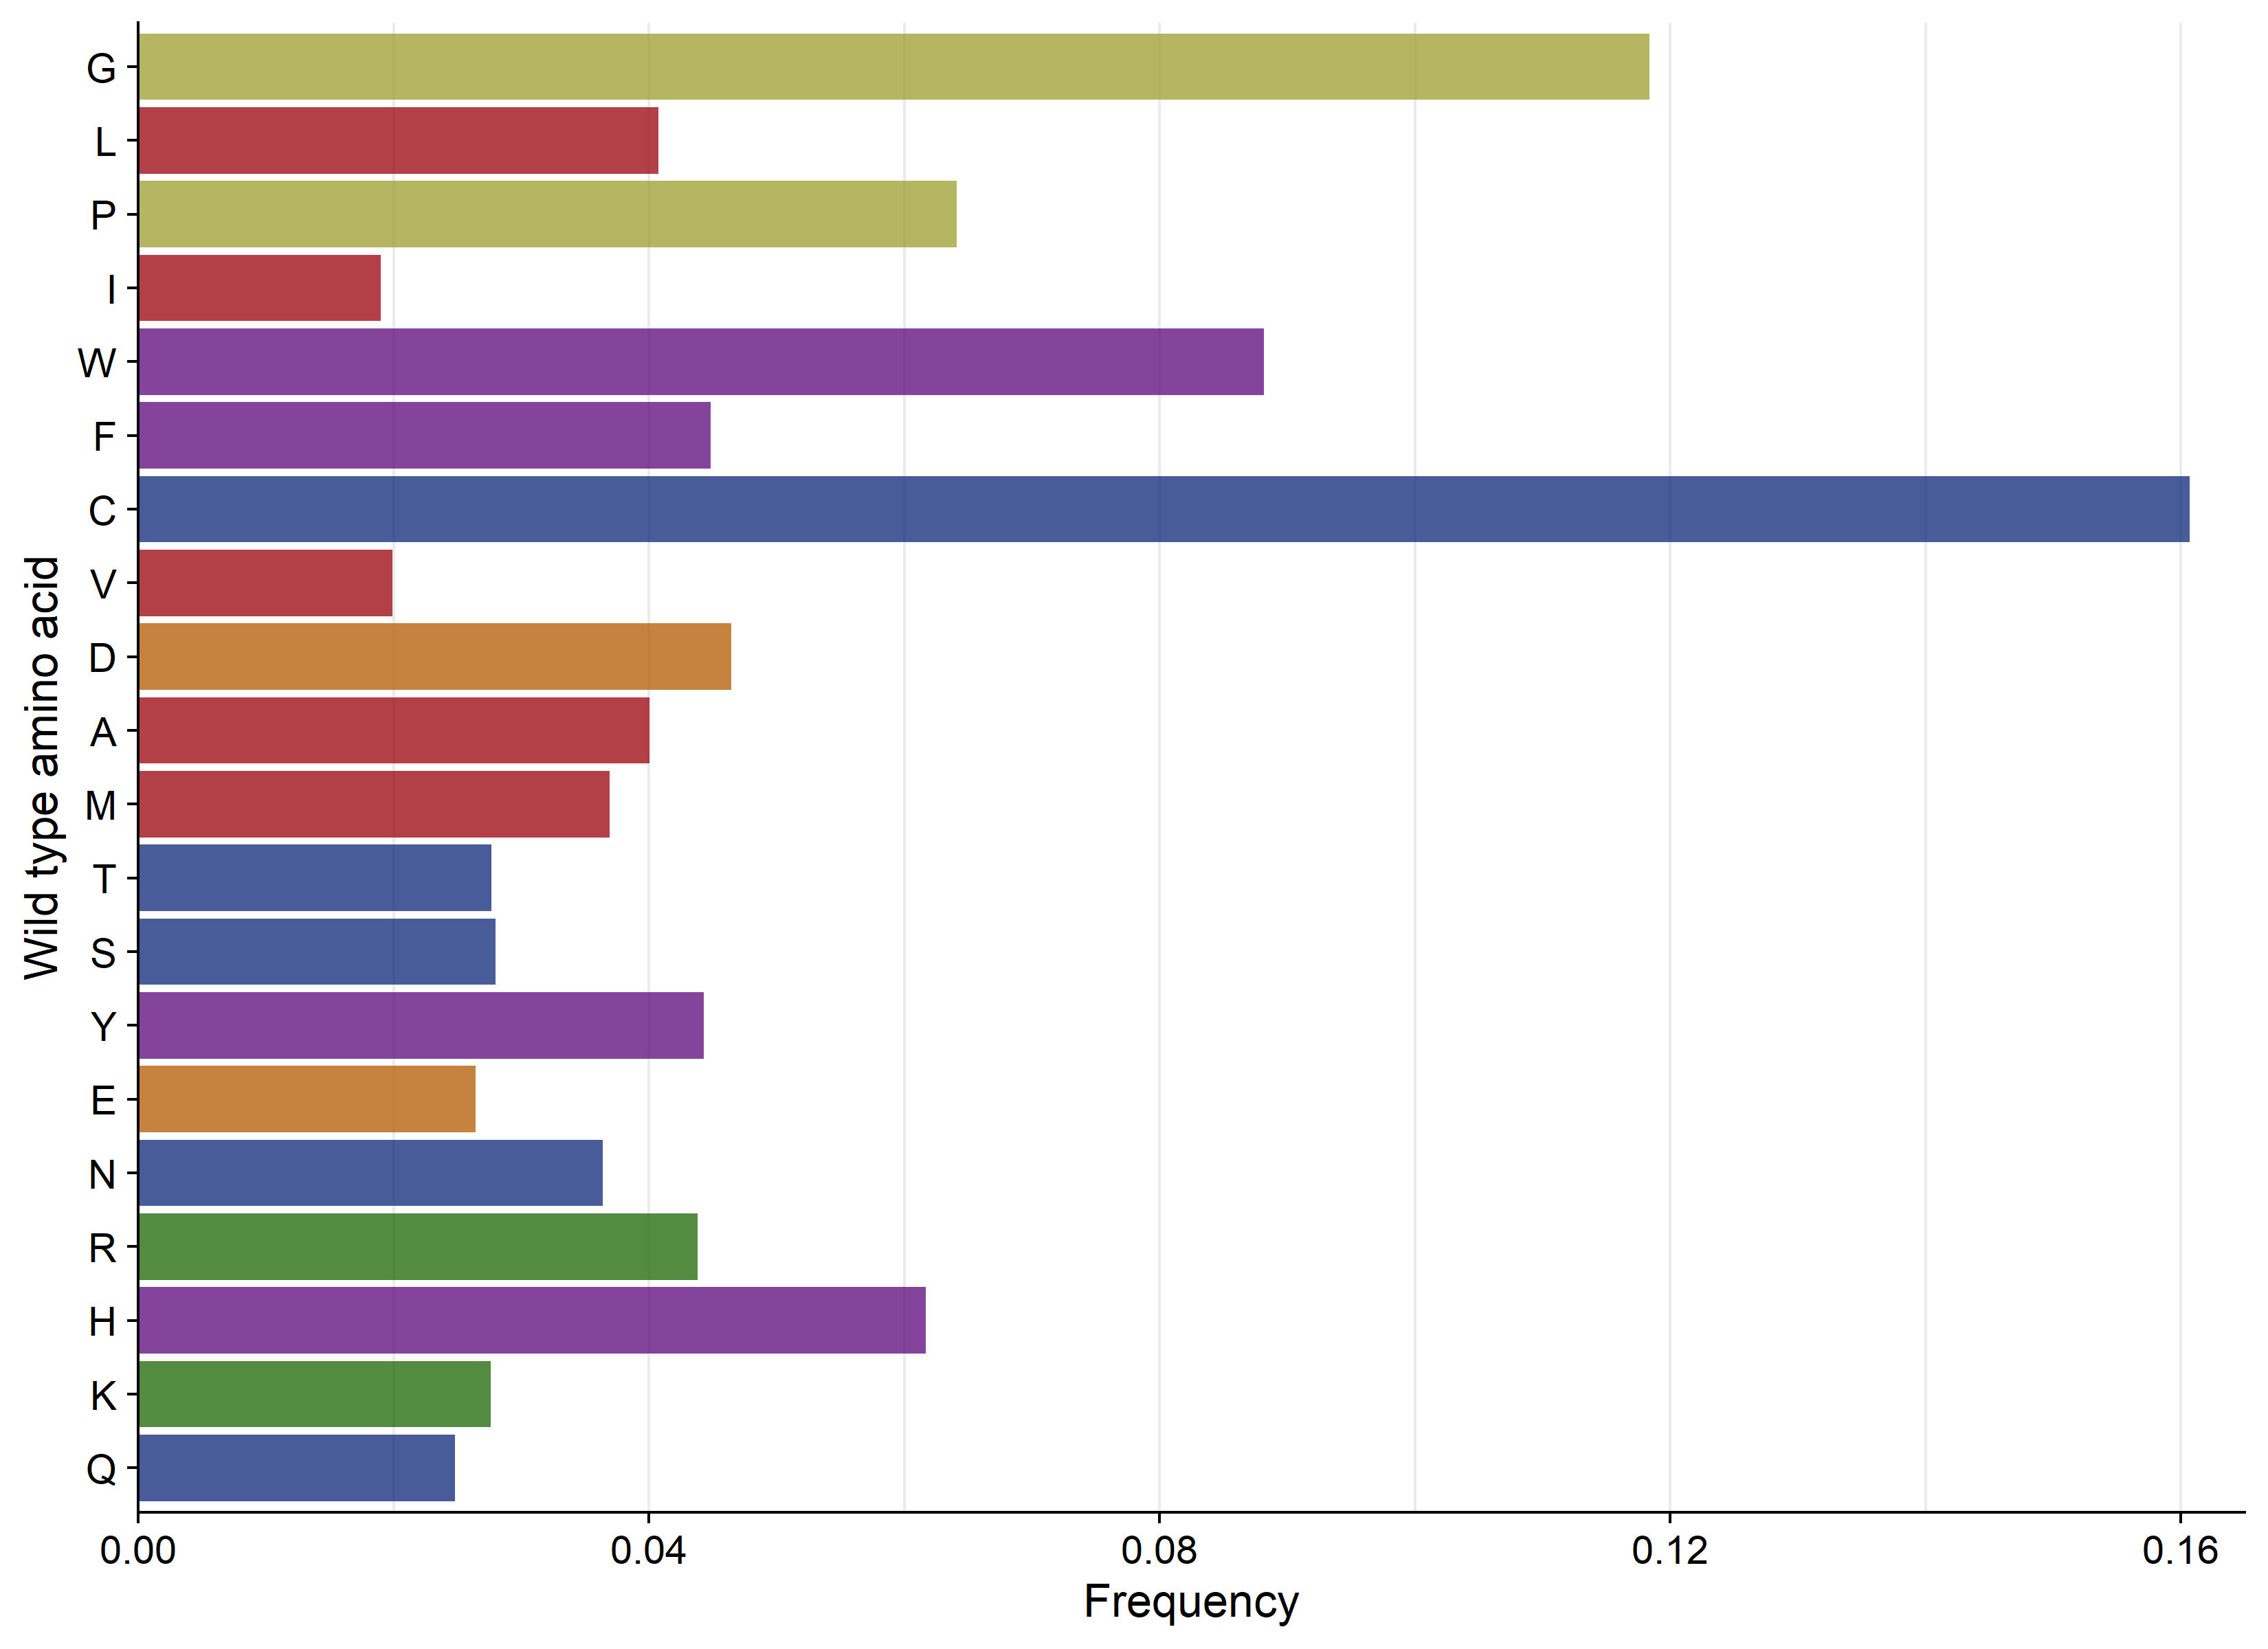 Wild type amino acid
G
L
P
I
W
F
C
V
D
A
M
T
S
Y
E
N
R
H
K
Q
0.00 0.04 0.08 0.12 0.16
Frequency